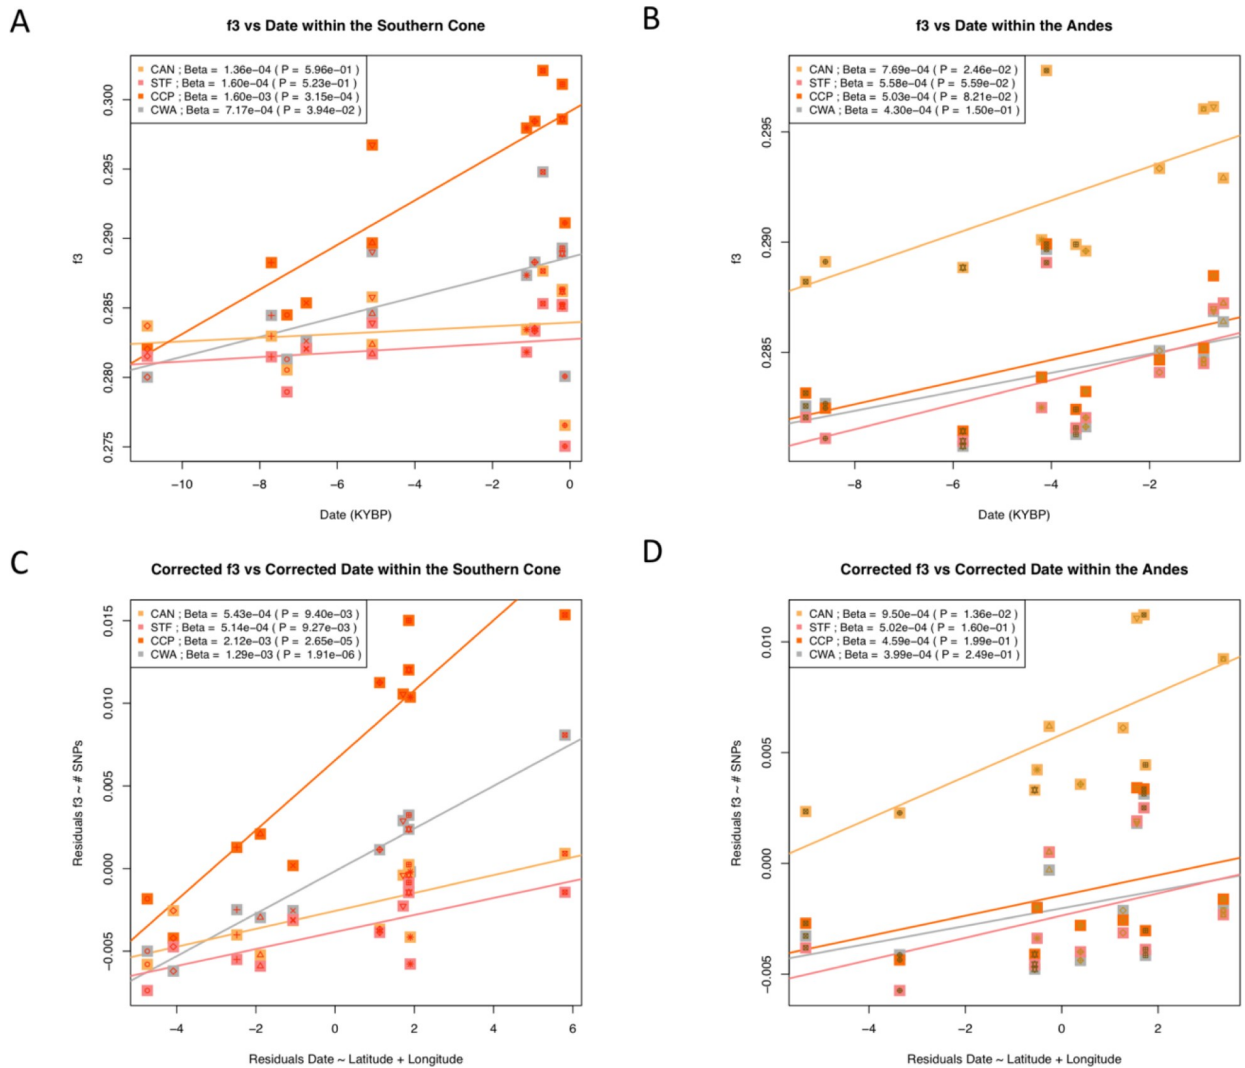 A
f3 vs Date within the Southern Cone
CAN ; Beta = 1.36e−04 ( P = 5.96e−01 )
STF ; Beta = 1.60e−04 ( P = 5.23e−01 )
CCP ; Beta = 1.60e−03 ( P = 3.15e−04 )
CWA ; Beta = 7.17e−04 ( P = 3.94e−02 )
0.300
0.295
0.290
0.285
0.280
0.275
f3
−10 −8 −6 −4 −2 0
Date (KYBP)
B
f3 vs Date within the Andes
CAN ; Beta = 7.69e−04 ( P = 2.46e−02 )
STF ; Beta = 5.58e−04 ( P = 5.59e−02 )
CCP ; Beta = 5.03e−04 ( P = 8.21e−02 )
CWA ; Beta = 4.30e−04 ( P = 1.50e−01 )
0.295
0.290
0.285
f3
−8 −6 −4 −2
Date (KYBP)
C
Corrected f3 vs Corrected Date within the Southern Cone
CAN ; Beta = 5.43e−04 ( P = 9.40e−03 )
STF ; Beta = 5.14e−04 ( P = 9.27e−03 )
CCP ; Beta = 2.12e−03 ( P = 2.65e−05 )
CWA ; Beta = 1.29e−03 ( P = 1.91e−06 )
0.015
0.010
0.005
0.000
−0.005
Residuals f3 ~ # SNPs
−4 −2 0 2 4 6
Residuals Date ~ Latitude + Longitude
D
Corrected f3 vs Corrected Date within the Andes
CAN ; Beta = 9.50e−04 ( P = 1.36e−02 )
STF ; Beta = 5.02e−04 ( P = 1.60e−01 )
CCP ; Beta = 4.59e−04 ( P = 1.99e−01 )
CWA ; Beta = 3.99e−04 ( P = 2.49e−01 )
0.010
0.005
0.000
−0.005
Residuals f3 ~ # SNPs
−4 −2 0 2
Residuals Date ~ Latitude + Longitude